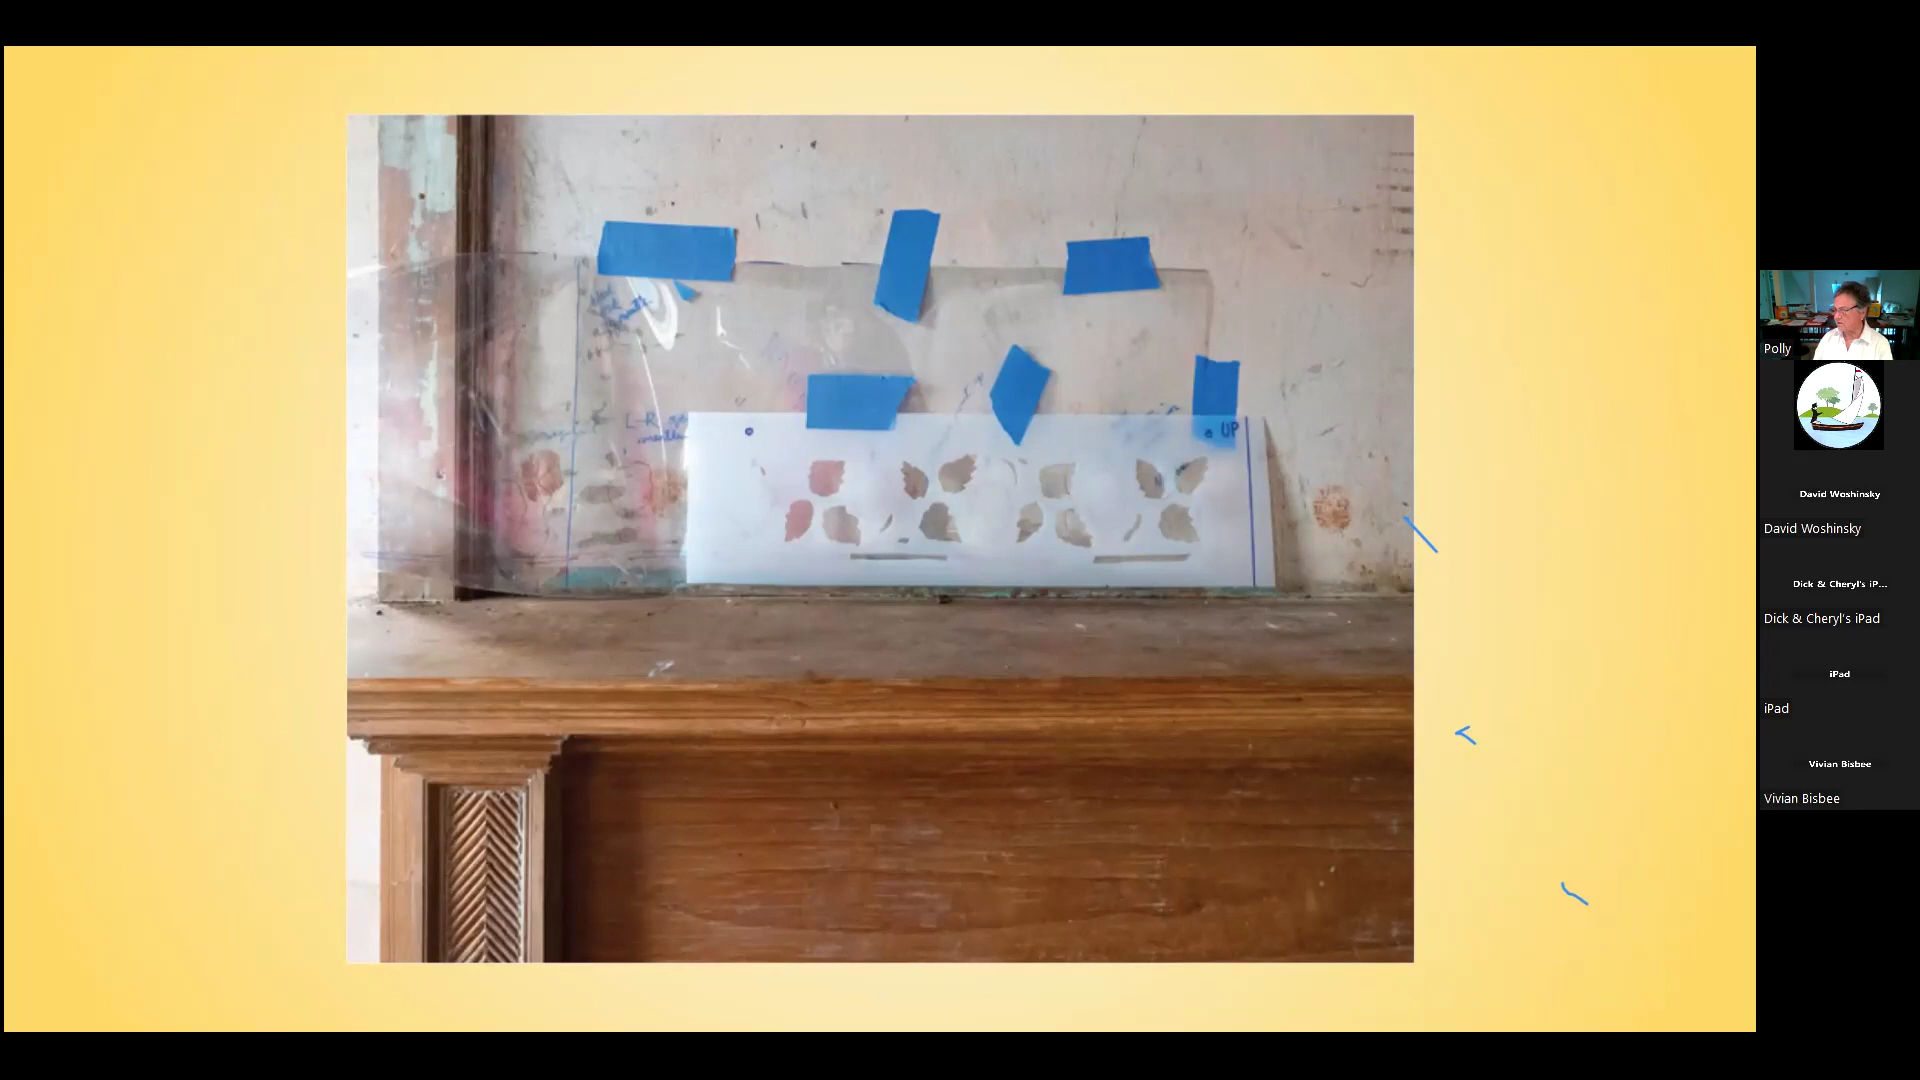 L-R
UP
Polly
David Woshinsky
David Woshinsky
Dick & Cheryl's iP...
Dick & Cheryl's iPad
iPad
iPad
Vivian Bisbee
Vivian Bisbee